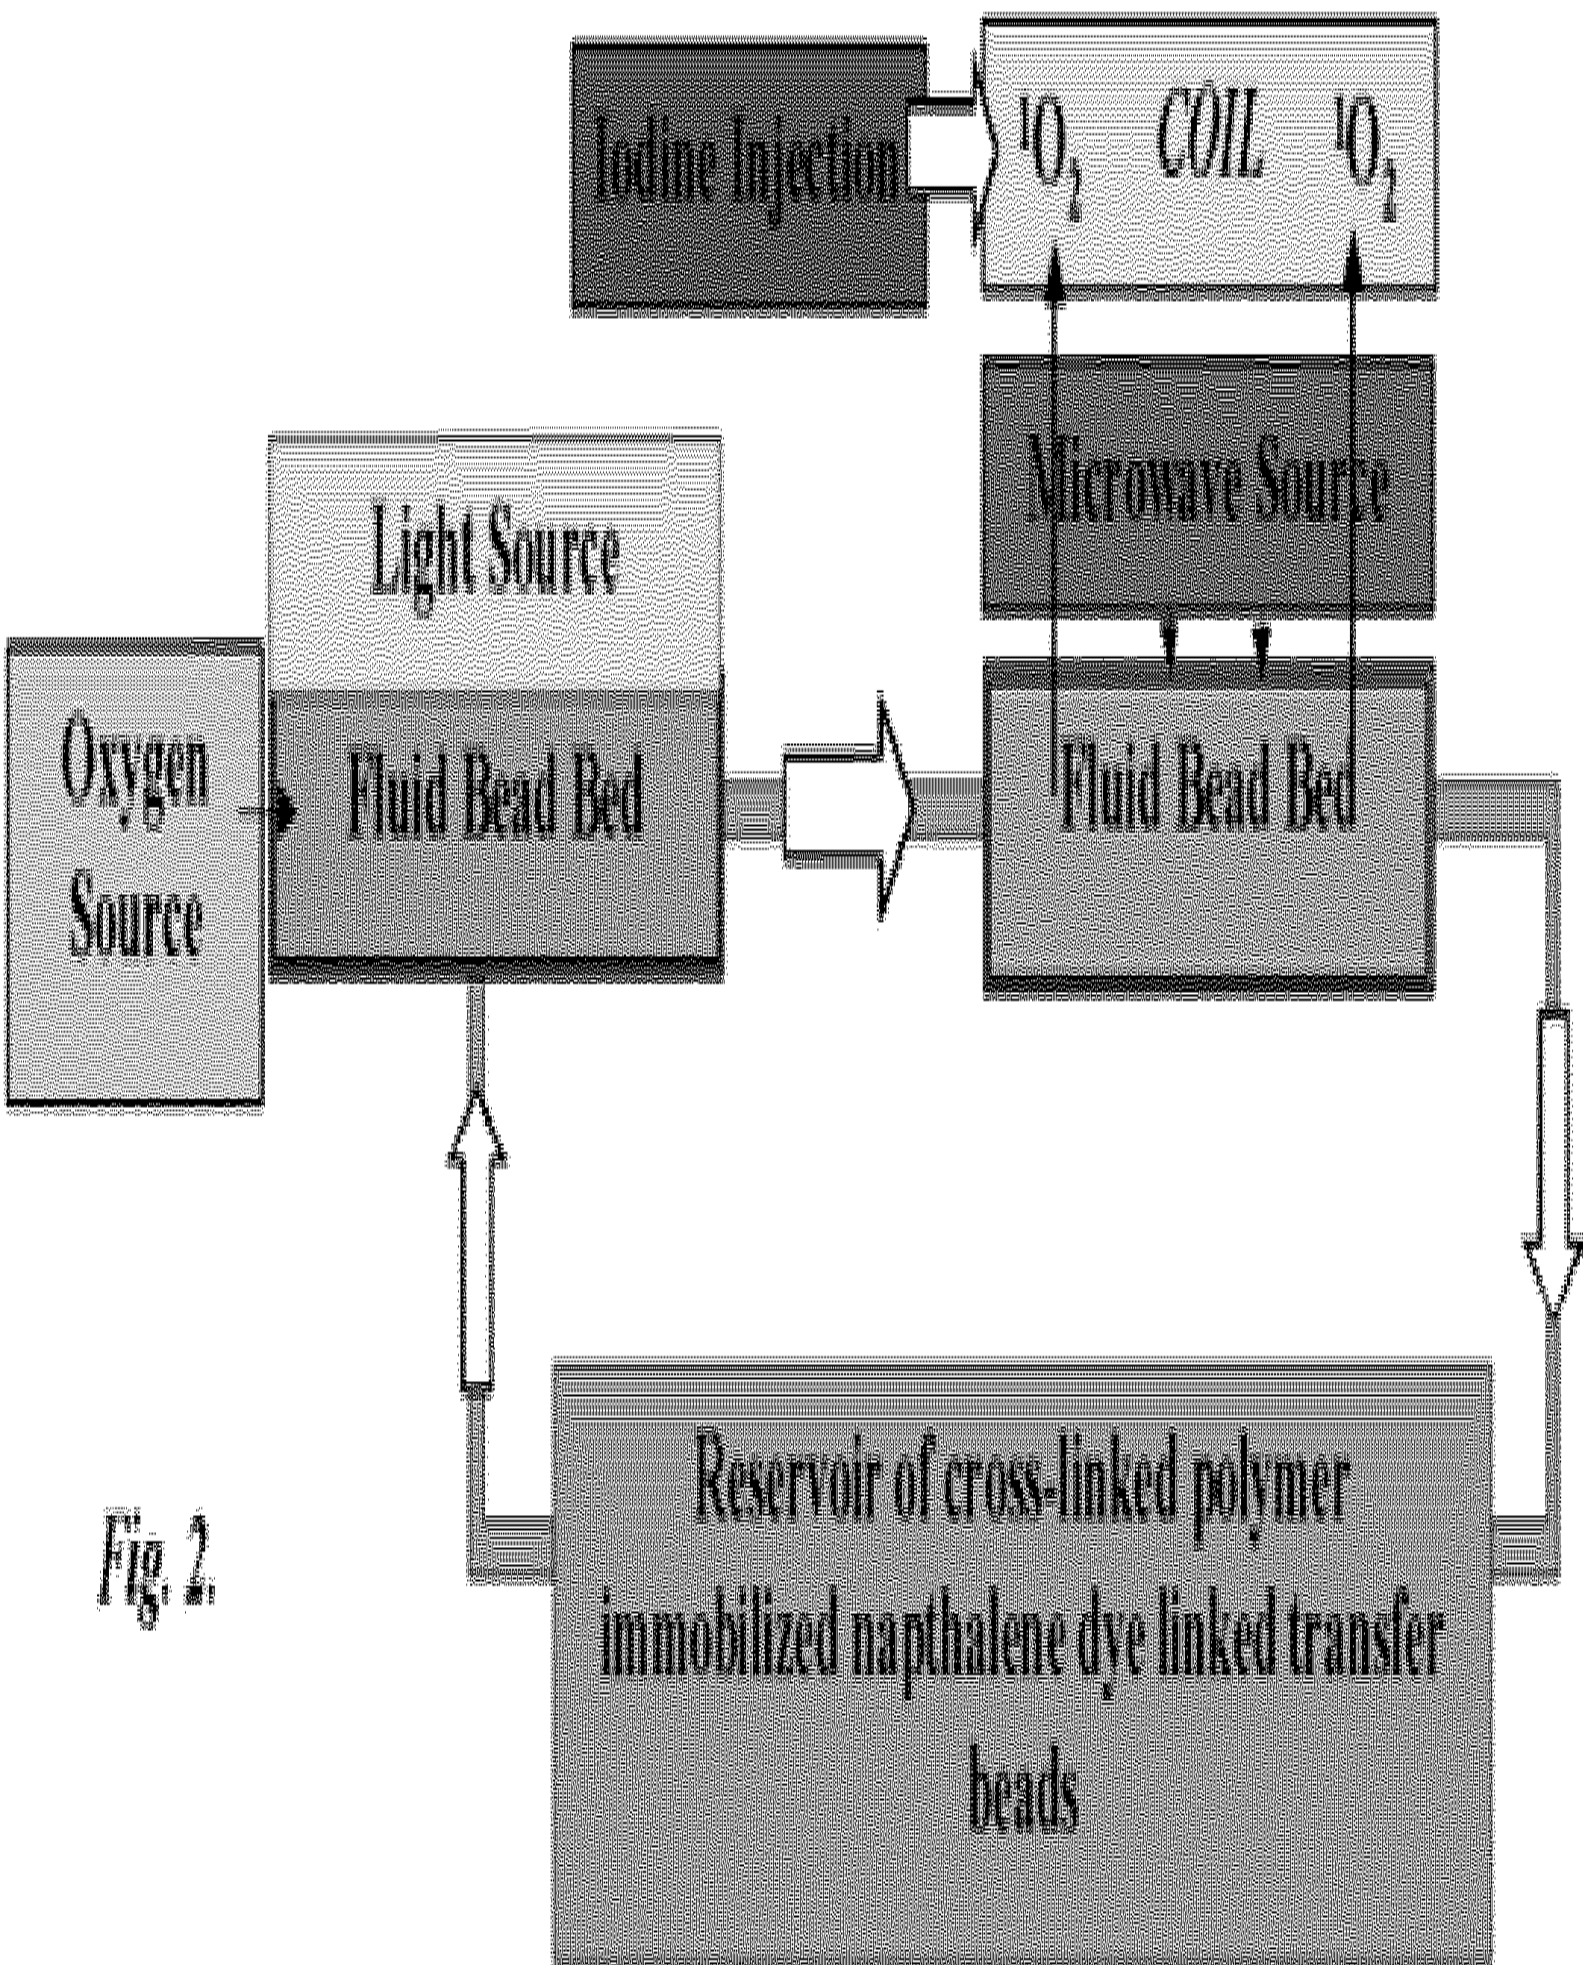 Iodine Injection
¹O₂ COIL ¹O₂
Microwave Source
Light Source
Oxygen
Source
Fluid Bead Bed
Fluid Bead Bed
Reservoir of cross-linked polymer
immobilized napthalene dye linked transfer
beads
Fig. 2.